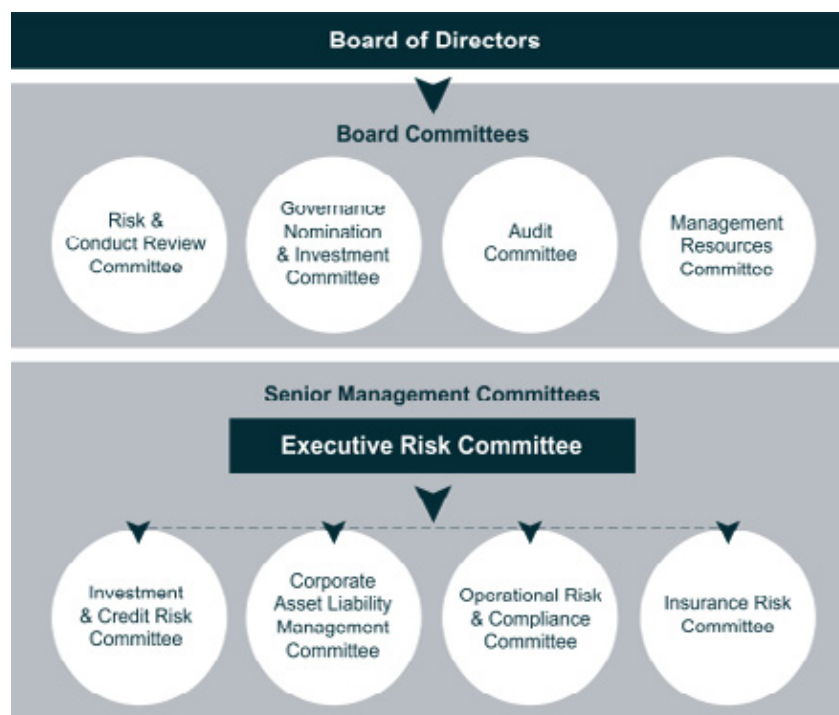 Board of Directors
Board Committees
Risk &
Conduct Review
Committee
Governance
Nomination
& Investment
Committee
Audit
Committee
Management
Resources
Committee
Senior Management Committees
Executive Risk Committee
Investment
& Credit Risk
Committee
Corporate
Asset Liability
Management
Committee
Operational Risk
& Compliance
Committee
Insurance Risk
Committee